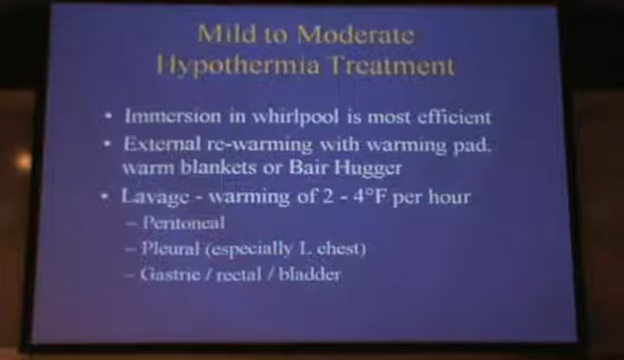 Mild to Moderate
Hypothermia Treatment
• Immersion in whirlpool is most efficient
• External re-warming with warming pad,
warm blankets or Bair Hugger
• Lavage - warming of 2 - 4°F per hour
– Peritoneal
– Pleural (especially L chest)
– Gastric / rectal / bladder